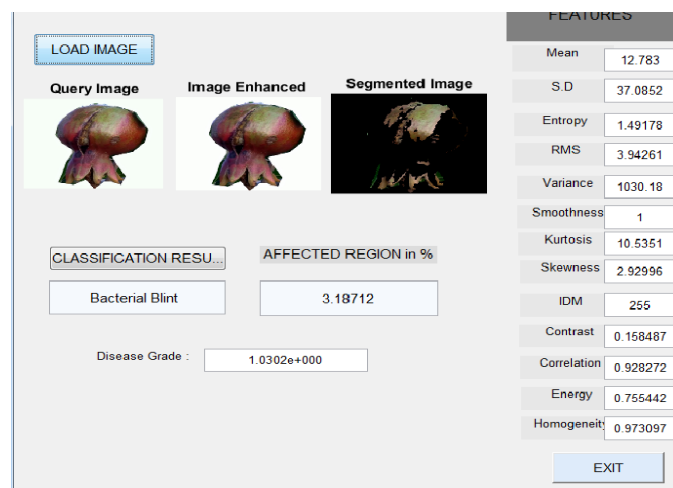 FEATURES
LOAD IMAGE
Query Image
Image Enhanced
Segmented Image
CLASSIFICATION RESU...
AFFECTED REGION in %
Bacterial Blint
3.18712
Disease Grade :
1.0302e+000
Mean 12.783
S.D 37.0852
Entropy 1.49178
RMS 3.94261
Variance 1030.18
Smoothness 1
Kurtosis 10.5351
Skewness 2.92996
IDM 255
Contrast 0.158487
Correlation 0.928272
Energy 0.755442
Homogeneity 0.973097
EXIT